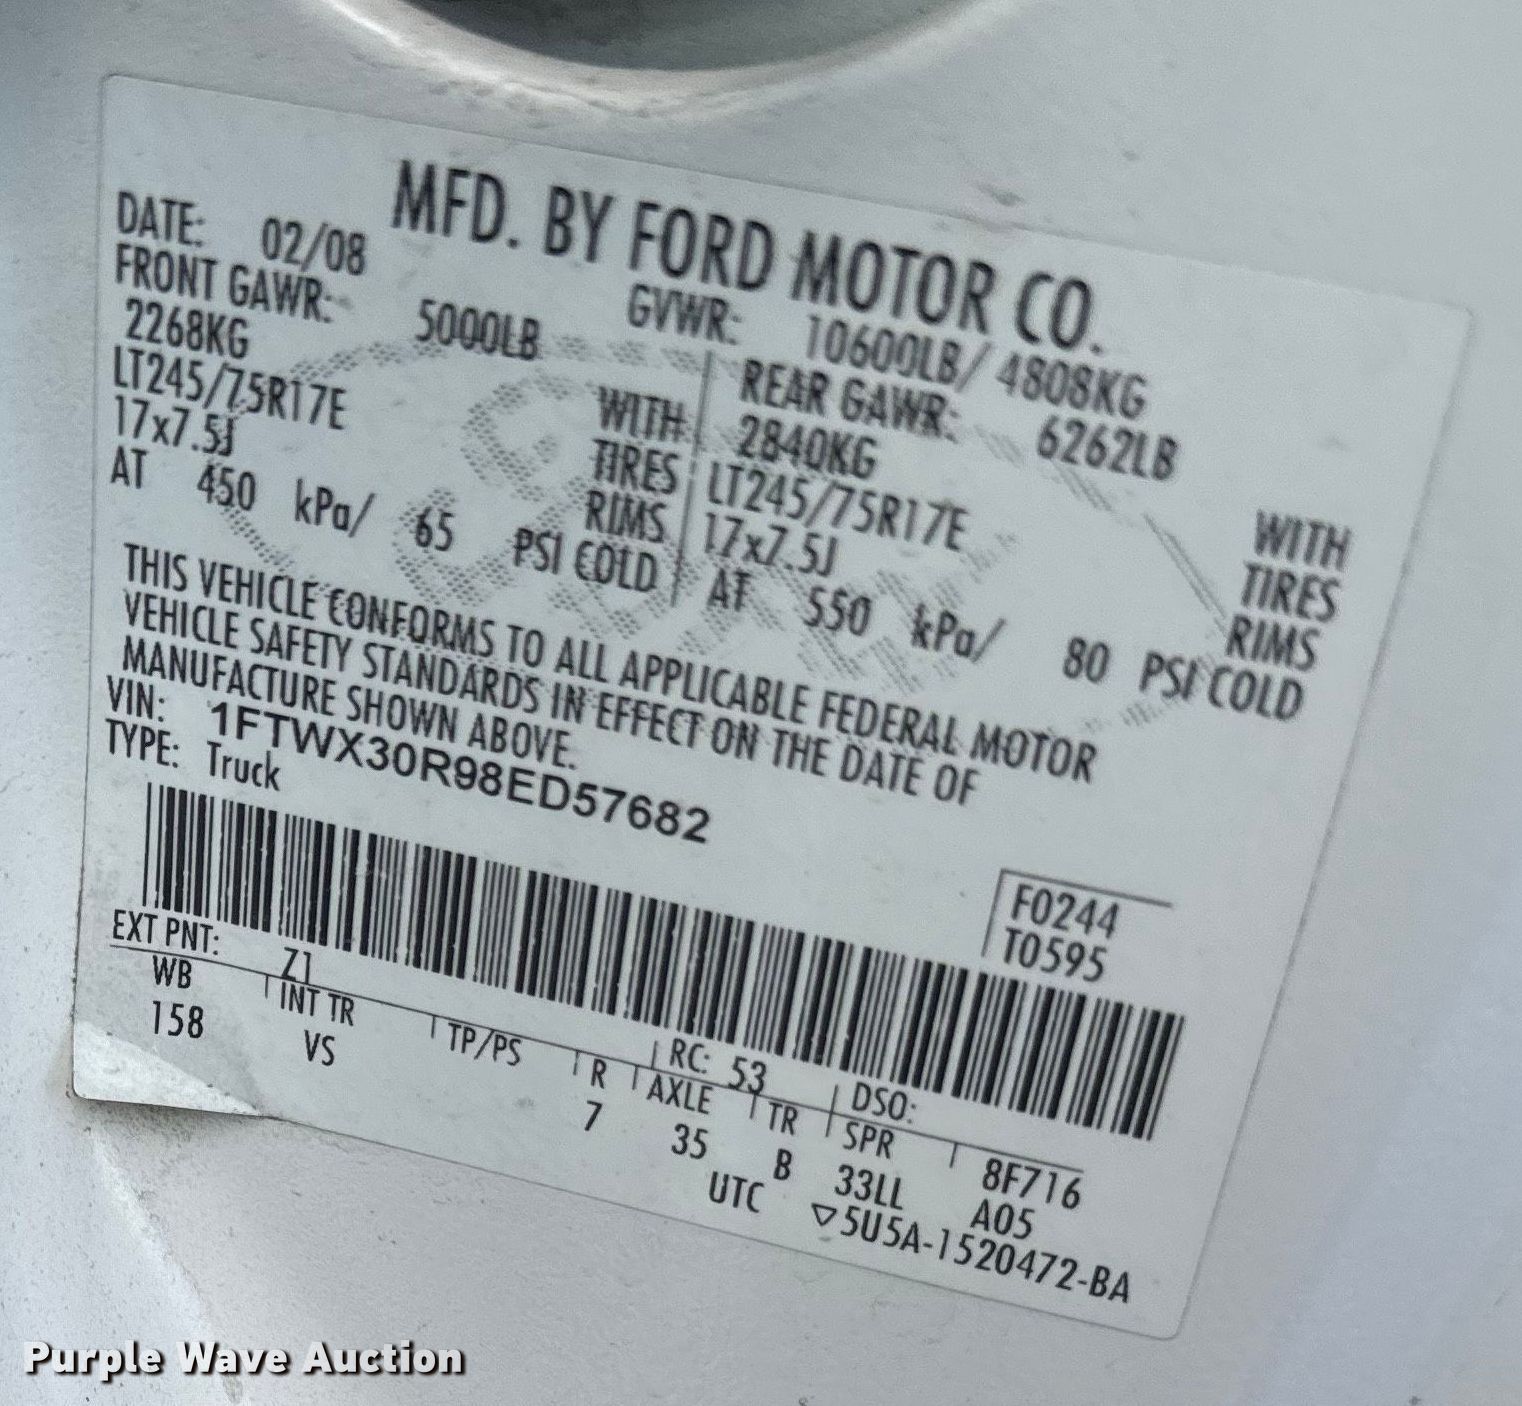 MFD. BY FORD MOTOR CO.
DATE: 02/08 GVWR: 10600LB/ 4808KG
FRONT GAWR: 5000LB REAR GAWR: 6262LB
2268KG WITH 2840KG WITH
LT245/75R17E TIRES LT245/75R17E TIRES
17x7.5J RIMS 17x7.5J RIMS
AT 450 kPa/ 65 PSI COLD AT 550 kPa/ 80 PSI COLD
THIS VEHICLE CONFORMS TO ALL APPLICABLE FEDERAL MOTOR
VEHICLE SAFETY STANDARDS IN EFFECT ON THE DATE OF
MANUFACTURE SHOWN ABOVE.
VIN: 1FTWX30R98ED57682
TYPE: Truck
F0244
T0595
EXT PNT: Z1 RC: 53 DSO:
WB INT TR TP/PS R AXLE TR SPR 8F716
158 VS 7 35 B 33LL A05
UTC ▽5U5A-1520472-BA
Purple Wave Auction